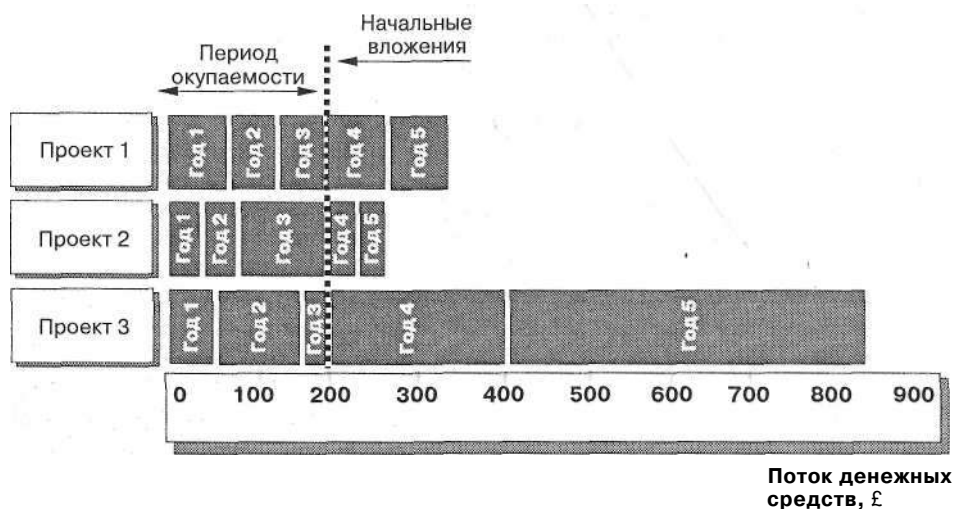 Начальные
вложения
Период
окупаемости
Проект 1
Год 1
Год 2
Год 3
Год 4
Год 5
Проект 2
Год 1
Год 2
Год 3
Год 4
Год 5
Проект 3
Год 1
Год 2
Год 3
Год 4
Год 5
0 100 200 300 400 500 600 700 800 900
Поток денежных
средств, £